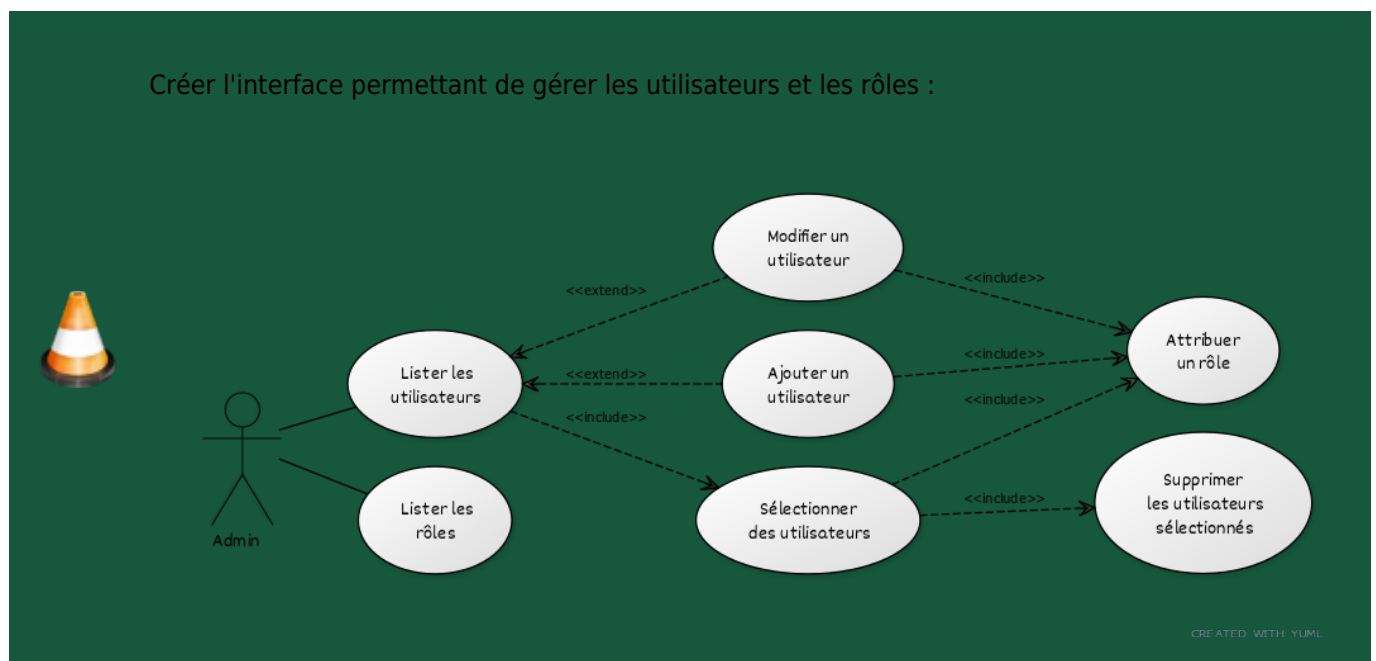 Créer l'interface permettant de gérer les utilisateurs et les rôles :
Modifier un
utilisateur
<<extend>>
<<include>>
Lister les
utilisateurs
<<extend>>
Ajouter un
utilisateur
<<include>>
Attribuer
un rôle
<<include>>
<<include>>
Admin
Lister les
rôles
Sélectionner
des utilisateurs
<<include>>
Supprimer
les utilisateurs
sélectionnés
CREATED WITH YUML